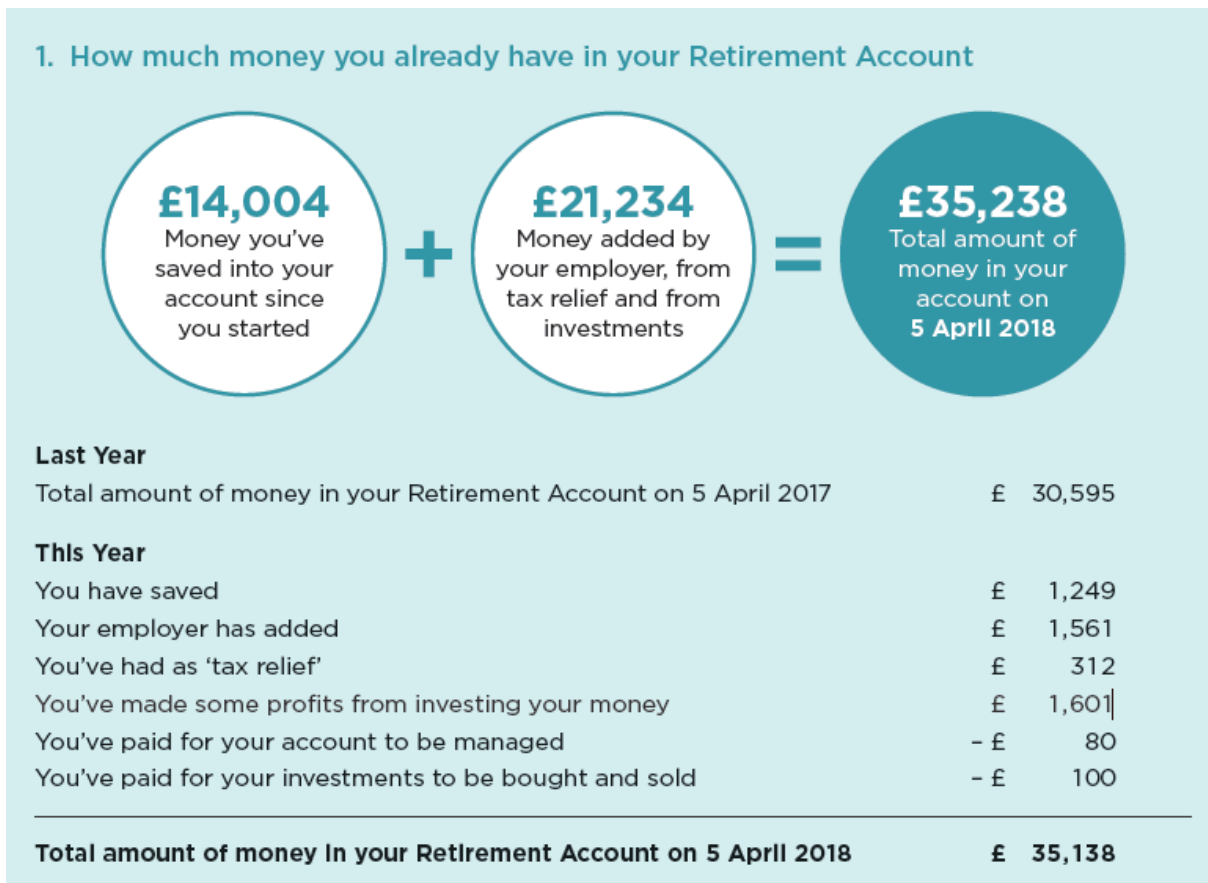 1. How much money you already have in your Retirement Account
£14,004
Money you've
saved into your
account since
you started
+
£21,234
Money added by
your employer, from
tax relief and from
investments
=
£35,238
Total amount of
money in your
account on
5 April 2018
Last Year
Total amount of money in your Retirement Account on 5 April 2017 £ 30,595
This Year
You have saved £ 1,249
Your employer has added £ 1,561
You've had as ‘tax relief’ £ 312
You've made some profits from investing your money £ 1,601
You've paid for your account to be managed – £ 80
You've paid for your investments to be bought and sold – £ 100
Total amount of money in your Retirement Account on 5 April 2018 £ 35,138